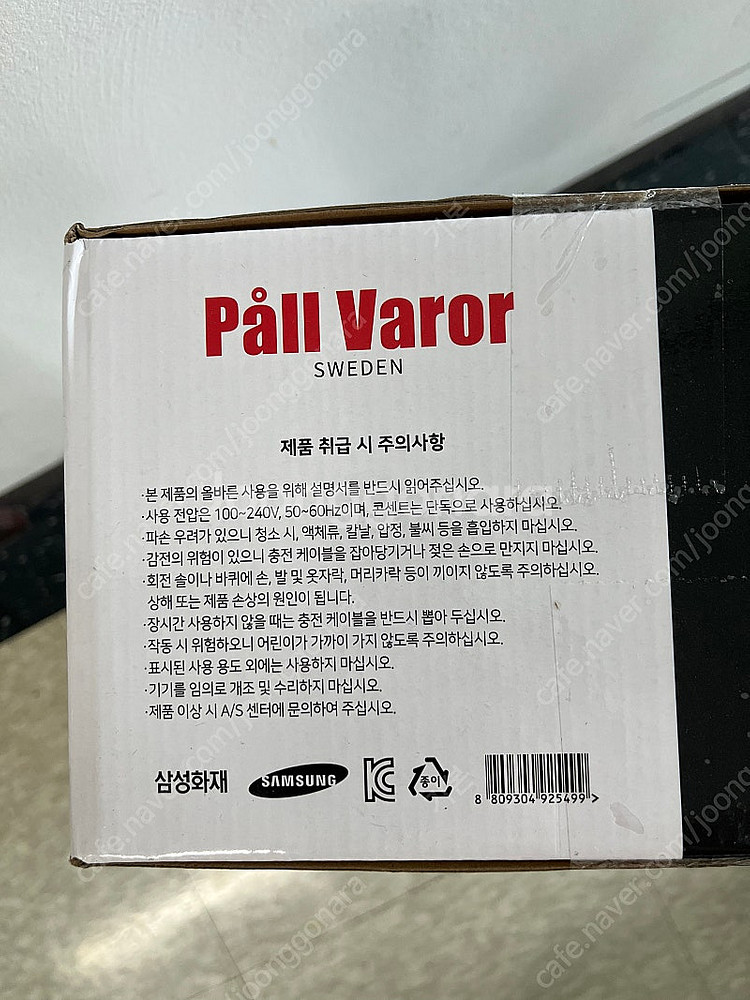 Påll Varor
SWEDEN
제품 취급 시 주의사항
·본 제품의 올바른 사용을 위해 설명서를 반드시 읽어주십시오.
·사용 전압은 100~240V, 50~60Hz이며, 콘센트는 단독으로 사용하십시오.
·파손 우려가 있으니 청소 시, 액체류, 칼날, 압정, 불씨 등을 흡입하지 마십시오.
·감전의 위험이 있으니 충전 케이블을 잡아당기거나 젖은 손으로 만지지 마십시오.
·회전 솔이나 바퀴에 손, 발 및 옷자락, 머리카락 등이 끼이지 않도록 주의하십시오.
상해 또는 제품 손상의 원인이 됩니다.
·장시간 사용하지 않을 때는 충전 케이블을 반드시 뽑아 두십시오.
·작동 시 위험하오니 어린이가 가까이 가지 않도록 주의하십시오.
·표시된 사용 용도 외에는 사용하지 마십시오.
·기기를 임의로 개조 및 수리하지 마십시오.
·제품 이상 시 A/S 센터에 문의하여 주십시오.
삼성화재 SAMSUNG KC 종이
8 809304 925499 >
cafe.naver.com/joonggonara